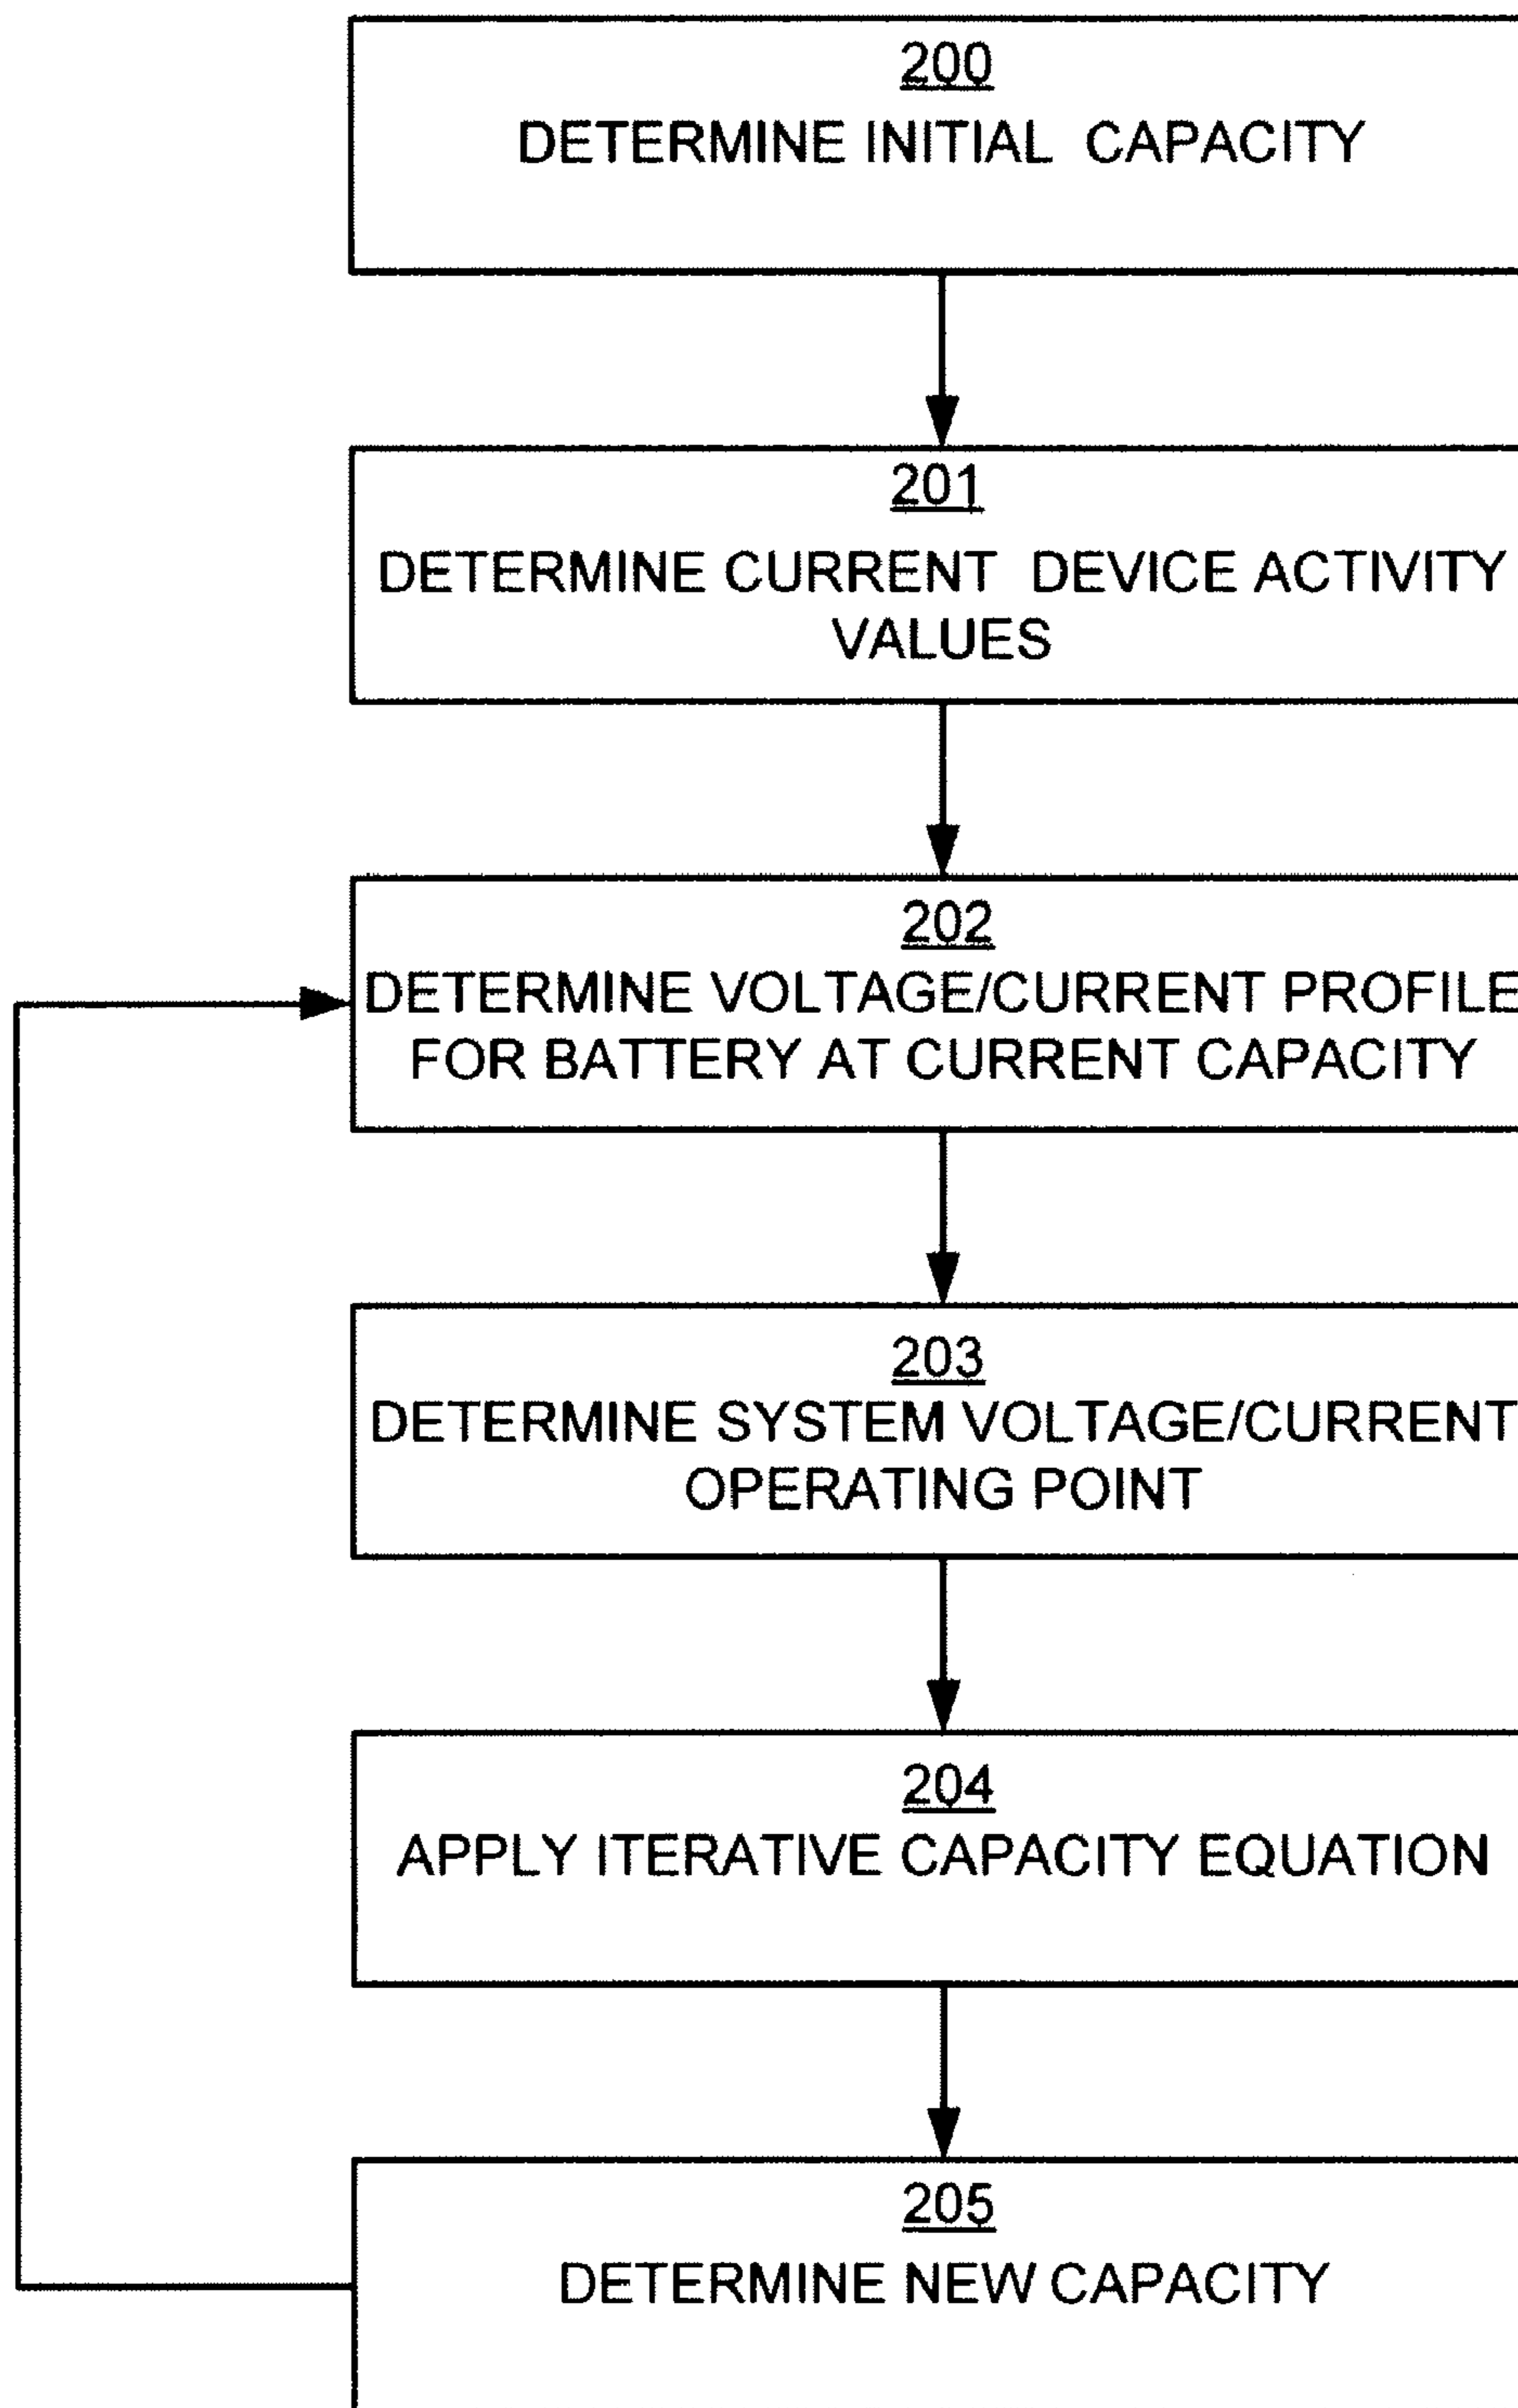 200
DETERMINE INITIAL CAPACITY
201
DETERMINE CURRENT DEVICE ACTIVITY
VALUES
202
DETERMINE VOLTAGE/CURRENT PROFILE
FOR BATTERY AT CURRENT CAPACITY
203
DETERMINE SYSTEM VOLTAGE/CURRENT
OPERATING POINT
204
APPLY ITERATIVE CAPACITY EQUATION
205
DETERMINE NEW CAPACITY